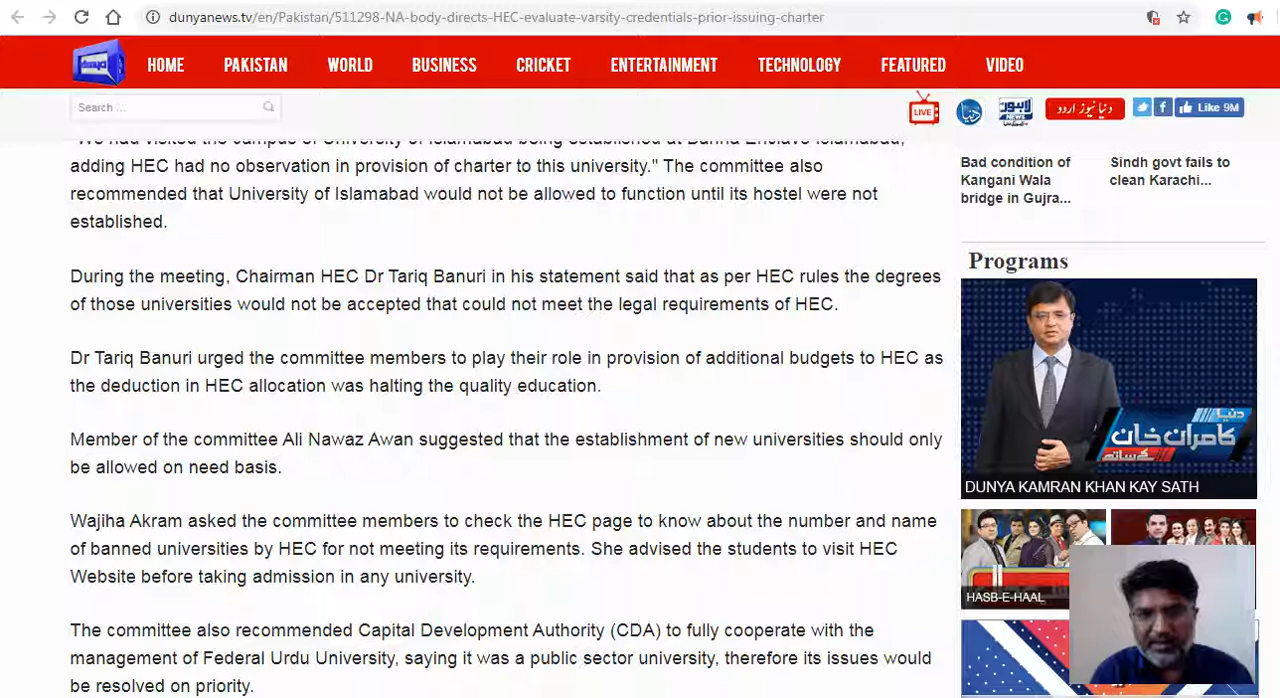 dunyanews.tv/en/Pakistan/511298-NA-body-directs-HEC-evaluate-varsity-credentials-prior-issuing-charter
HOME PAKISTAN WORLD BUSINESS CRICKET ENTERTAINMENT TECHNOLOGY FEATURED VIDEO
Search ...
LIVE
دنیا
لاہور
NEWS
دنیا نیوز اردو
Like 9M
"We had visited the campus of University of Islamabad being established at Banna Enclave Islamabad,
adding HEC had no observation in provision of charter to this university." The committee also
recommended that University of Islamabad would not be allowed to function until its hostel were not
established.
During the meeting, Chairman HEC Dr Tariq Banuri in his statement said that as per HEC rules the degrees
of those universities would not be accepted that could not meet the legal requirements of HEC.
Dr Tariq Banuri urged the committee members to play their role in provision of additional budgets to HEC as
the deduction in HEC allocation was halting the quality education.
Member of the committee Ali Nawaz Awan suggested that the establishment of new universities should only
be allowed on need basis.
Wajiha Akram asked the committee members to check the HEC page to know about the number and name
of banned universities by HEC for not meeting its requirements. She advised the students to visit HEC
Website before taking admission in any university.
The committee also recommended Capital Development Authority (CDA) to fully cooperate with the
management of Federal Urdu University, saying it was a public sector university, therefore its issues would
be resolved on priority.
Bad condition of
Kangani Wala
bridge in Gujra...
Sindh govt fails to
clean Karachi...
Programs
دنیا
کامران خان
کے ساتھ
DUNYA KAMRAN KHAN KAY SATH
HASB-E-HAAL